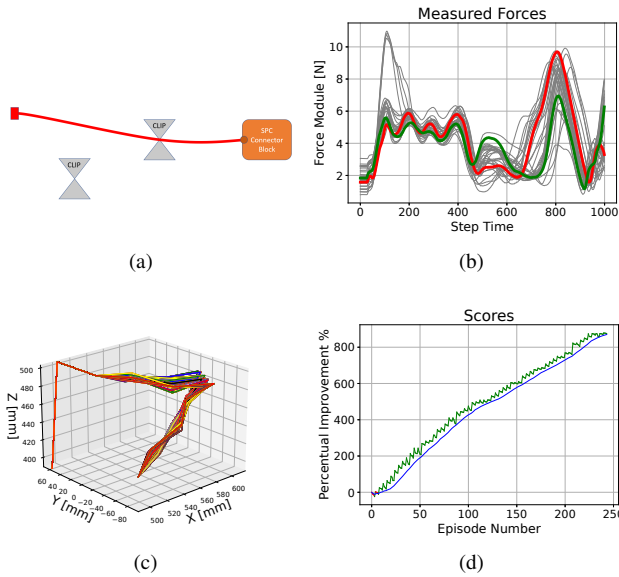 CLIP
CLIP
SPC
Connector
Block
(a)
Measured Forces
Force Module [N]
10
8
6
4
2
0 200 400 600 800 1000
Step Time
(b)
500
480
460
440
420
400
Z [mm]
60 40 20 0 −20 −40 −60 −80
Y [mm]
500 520 540 560 580 600
X [mm]
(c)
Scores
Percentual Improvement %
800
600
400
200
0
0 50 100 150 200 250
Episode Number
(d)